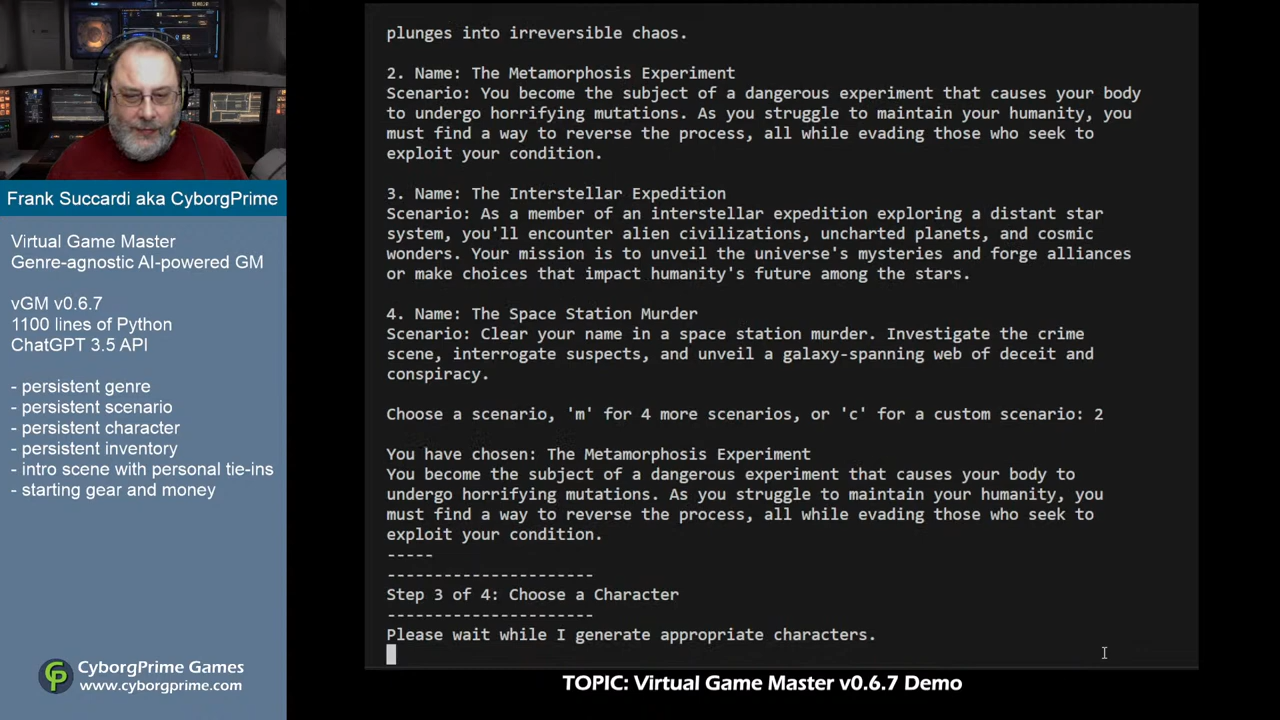 Frank Succardi aka CyborgPrime
Virtual Game Master
Genre-agnostic AI-powered GM
vGM v0.6.7
1100 lines of Python
ChatGPT 3.5 API
- persistent genre
- persistent scenario
- persistent character
- persistent inventory
- intro scene with personal tie-ins
- starting gear and money
CP
CyborgPrime Games
www.cyborgprime.com
plunges into irreversible chaos.
2. Name: The Metamorphosis Experiment
Scenario: You become the subject of a dangerous experiment that causes your body
to undergo horrifying mutations. As you struggle to maintain your humanity, you
must find a way to reverse the process, all while evading those who seek to
exploit your condition.
3. Name: The Interstellar Expedition
Scenario: As a member of an interstellar expedition exploring a distant star
system, you'll encounter alien civilizations, uncharted planets, and cosmic
wonders. Your mission is to unveil the universe's mysteries and forge alliances
or make choices that impact humanity's future among the stars.
4. Name: The Space Station Murder
Scenario: Clear your name in a space station murder. Investigate the crime
scene, interrogate suspects, and unveil a galaxy-spanning web of deceit and
conspiracy.
Choose a scenario, 'm' for 4 more scenarios, or 'c' for a custom scenario: 2
You have chosen: The Metamorphosis Experiment
You become the subject of a dangerous experiment that causes your body to
undergo horrifying mutations. As you struggle to maintain your humanity, you
must find a way to reverse the process, all while evading those who seek to
exploit your condition.
-----
----------------------
Step 3 of 4: Choose a Character
----------------------
Please wait while I generate appropriate characters.
TOPIC: Virtual Game Master v0.6.7 Demo